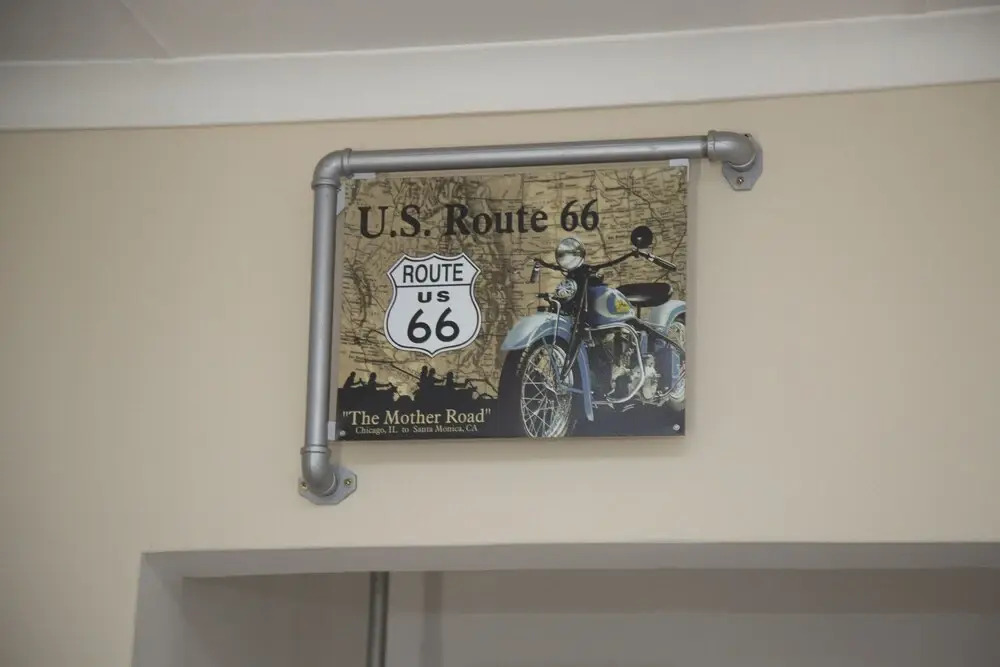 U.S. Route 66
ROUTE
US
66
"The Mother Road"
Chicago, IL to Santa Monica, CA